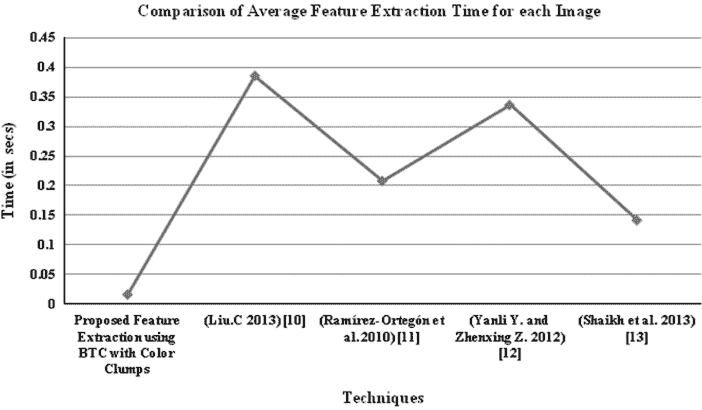 Comparison of Average Feature Extraction Time for each Image
0.45
0.4
0.35
0.3
0.25
0.2
0.15
0.1
0.05
0
Time (in secs)
Proposed Feature
Extraction using
BTC with Color
Clumps
(Liu.C 2013) [10]
(Ramírez-Ortegón et
al.2010) [11]
(Yanli Y. and
Zhenxing Z. 2012)
[12]
(Shaikh et al. 2013)
[13]
Techniques